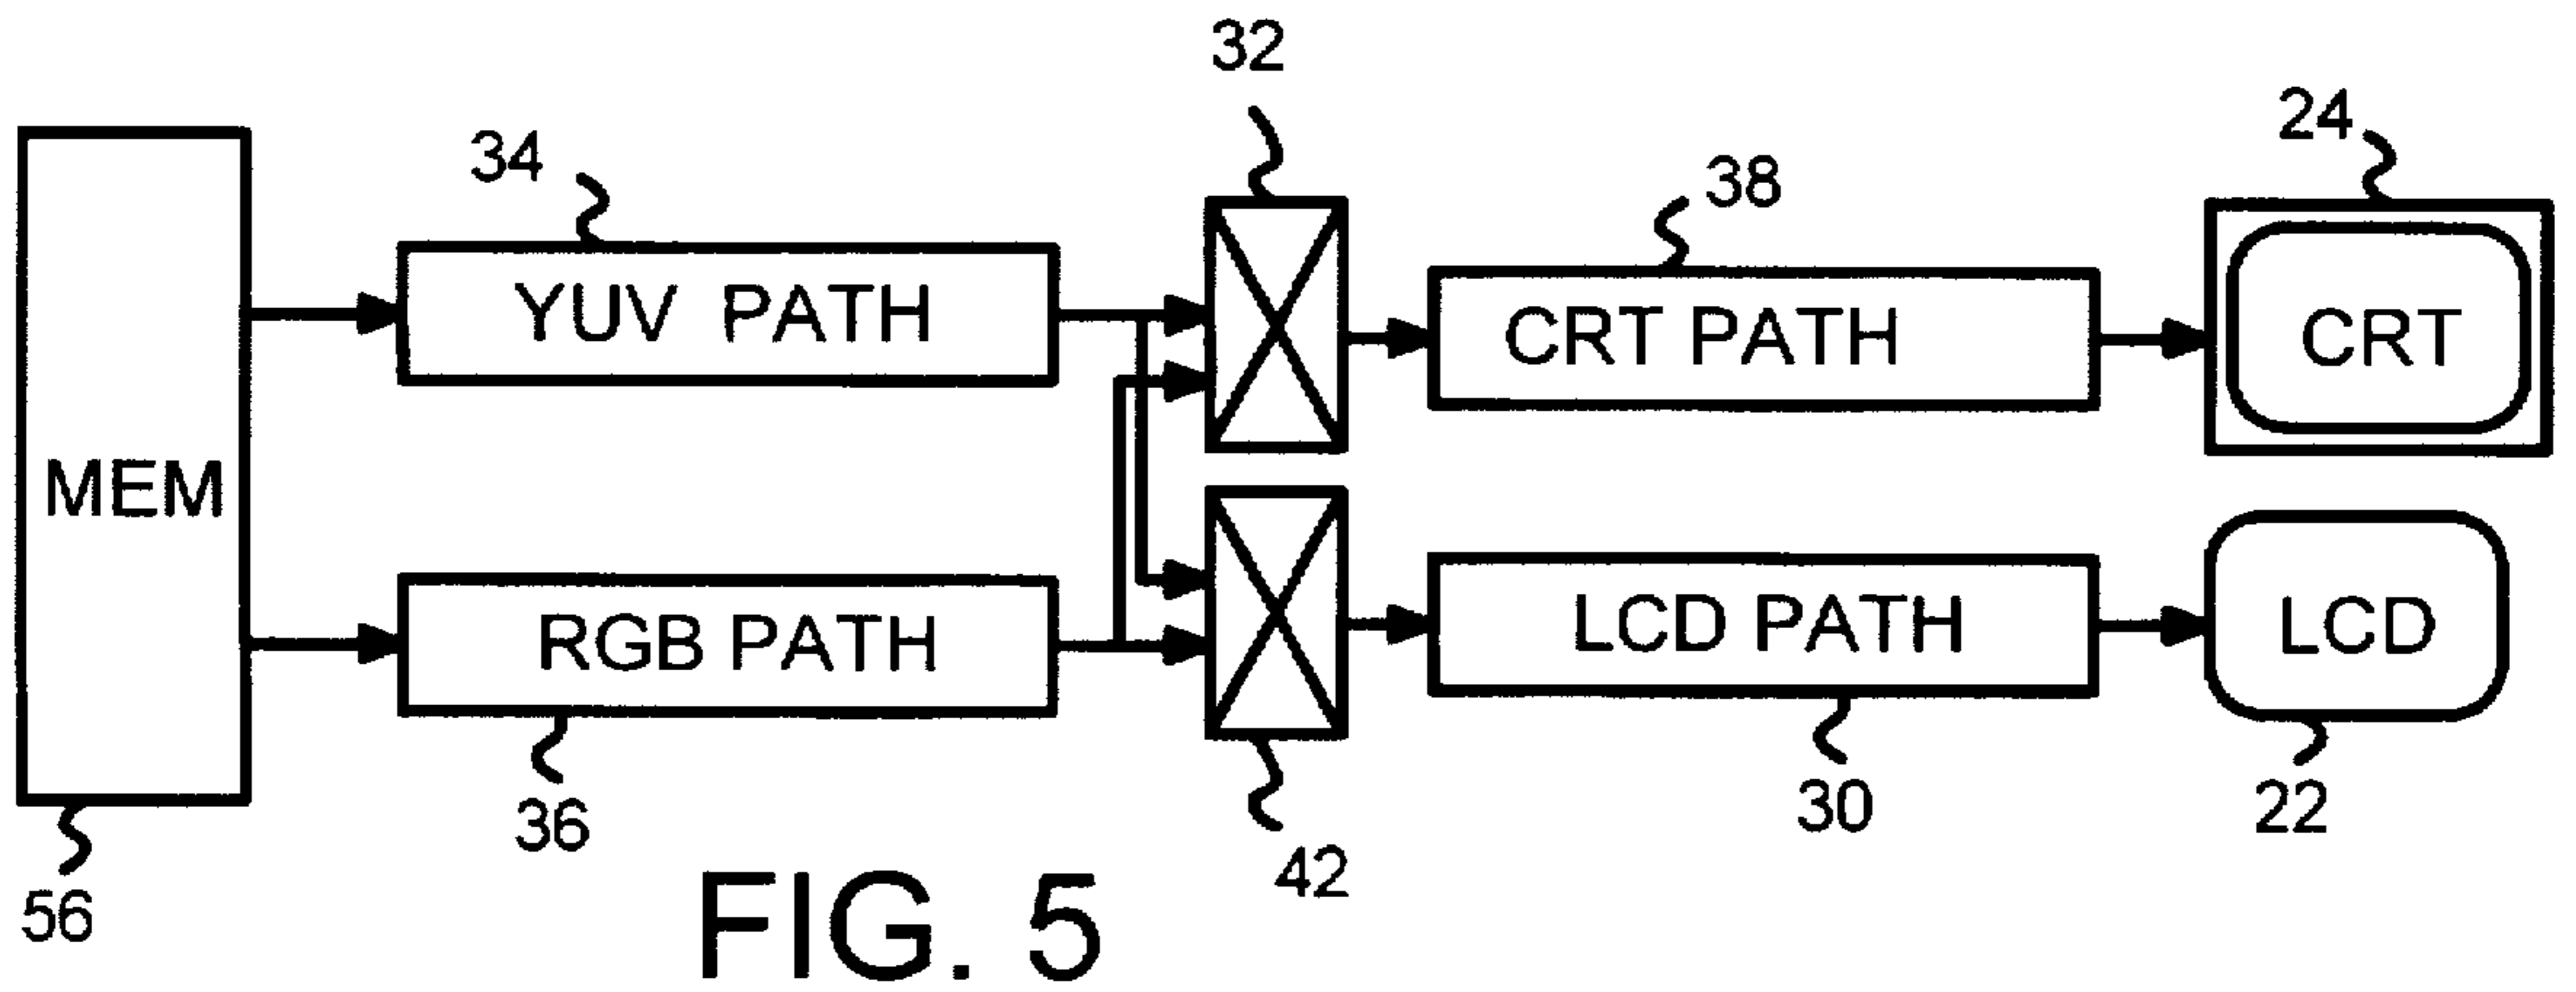 32
24
34
38
YUV PATH
CRT PATH
CRT
MEM
RGB PATH
LCD PATH
LCD
36
30
22
42
56
FIG. 5